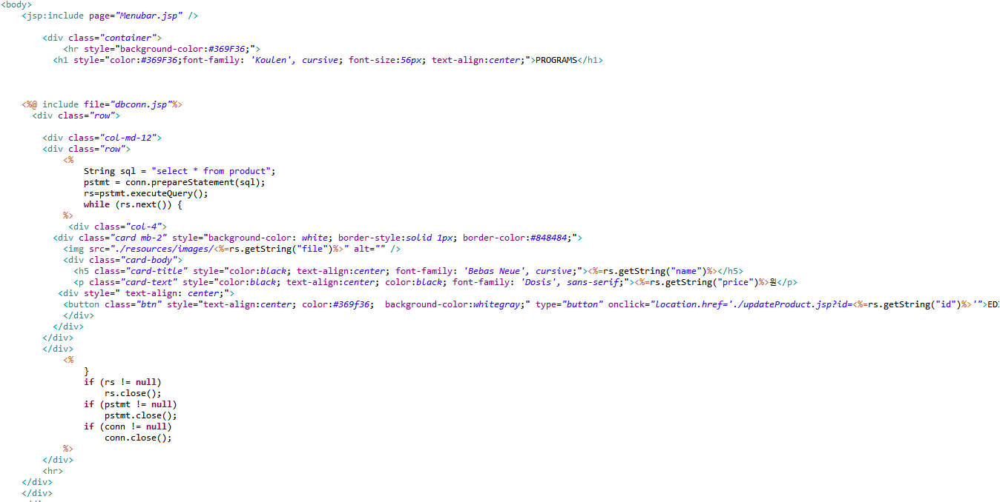 <body>
<jsp:include page="Menubar.jsp" />
<div class="container">
<hr style="background-color:#369F36;">
<h1 style="color:#369F36;font-family: 'Koulen', cursive; font-size:56px; text-align:center;">PROGRAMS</h1>
<%@ include file="dbconn.jsp"%>
<div class="row">
<div class="col-md-12">
<div class="row">
<%
String sql = "select * from product";
pstmt = conn.prepareStatement(sql);
rs=pstmt.executeQuery();
while (rs.next()) {
%>
<div class="col-4">
<div class="card mb-2" style="background-color: white; border-style:solid 1px; border-color:#848484;">
<img src="./resources/images/<%=rs.getString("file")%>" alt="" />
<div class="card-body">
<h5 class="card-title" style="color:black; text-align:center; font-family: 'Bebas Neue', cursive;"><%=rs.getString("name")%></h5>
<p class="card-text" style="color:black; text-align:center; color:black; font-family: 'Dosis', sans-serif;"><%=rs.getString("price")%>원</p>
<div style=" text-align: center;">
<button class="btn" style="text-align:center; color:#369f36;  background-color:whitegray;" type="button" onclick="location.href='./updateProduct.jsp?id=<%=rs.getString("id")%>'">EDI
</div>
</div>
</div>
</div>
<%
}
if (rs != null)
rs.close();
if (pstmt != null)
pstmt.close();
if (conn != null)
conn.close();
%>
</div>
<hr>
</div>
</div>